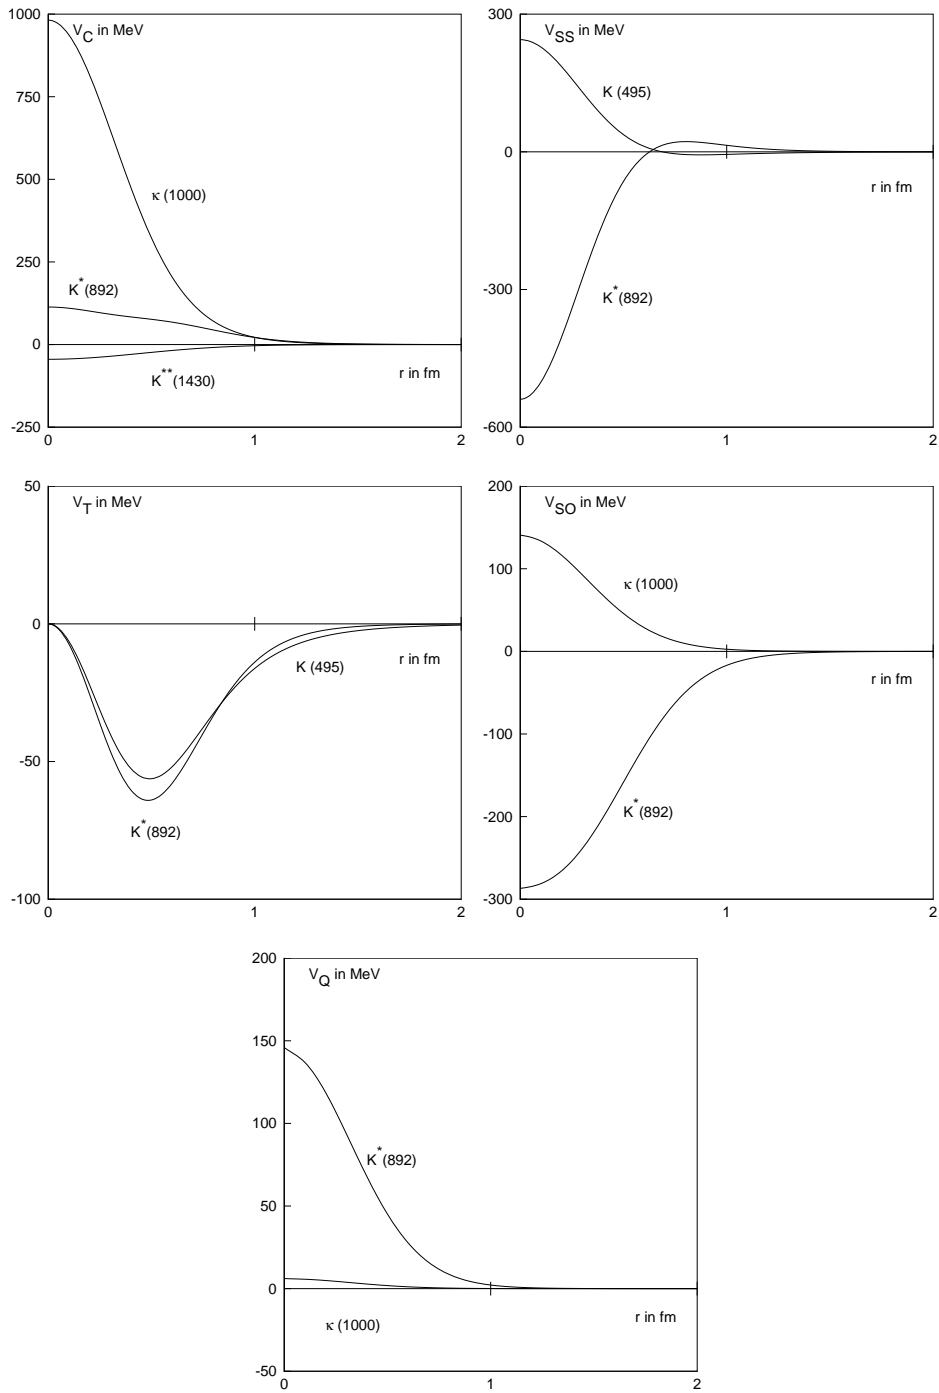 V_C in MeV
1000
750
500
250
0
-250
κ (1000)
K*(892)
K**(1430)
r in fm
0
1
2
V_SS in MeV
300
0
-300
-600
K (495)
K*(892)
r in fm
0
1
2
V_T in MeV
50
0
-50
-100
K (495)
K*(892)
r in fm
0
1
2
V_SO in MeV
200
100
0
-100
-200
-300
κ (1000)
K*(892)
r in fm
0
1
2
V_Q in MeV
200
150
100
50
0
-50
K*(892)
κ (1000)
r in fm
0
1
2